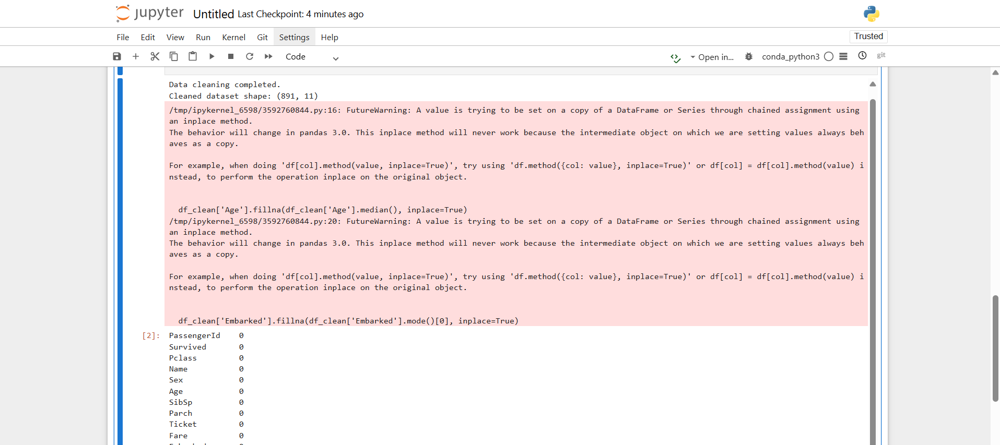 jupyter Untitled Last Checkpoint: 4 minutes ago
File Edit View Run Kernel Git Settings Help Trusted
Code Open in... conda_python3 git
Data cleaning completed.
Cleaned dataset shape: (891, 11)
/tmp/ipykernel_6598/3592760844.py:16: FutureWarning: A value is trying to be set on a copy of a DataFrame or Series through chained assignment using
an inplace method.
The behavior will change in pandas 3.0. This inplace method will never work because the intermediate object on which we are setting values always beh
aves as a copy.
For example, when doing 'df[col].method(value, inplace=True)', try using 'df.method({col: value}, inplace=True)' or df[col] = df[col].method(value) i
nstead, to perform the operation inplace on the original object.
df_clean['Age'].fillna(df_clean['Age'].median(), inplace=True)
/tmp/ipykernel_6598/3592760844.py:20: FutureWarning: A value is trying to be set on a copy of a DataFrame or Series through chained assignment using
an inplace method.
The behavior will change in pandas 3.0. This inplace method will never work because the intermediate object on which we are setting values always beh
aves as a copy.
For example, when doing 'df[col].method(value, inplace=True)', try using 'df.method({col: value}, inplace=True)' or df[col] = df[col].method(value) i
nstead, to perform the operation inplace on the original object.
df_clean['Embarked'].fillna(df_clean['Embarked'].mode()[0], inplace=True)
[2]: PassengerId 0
Survived 0
Pclass 0
Name 0
Sex 0
Age 0
SibSp 0
Parch 0
Ticket 0
Fare 0